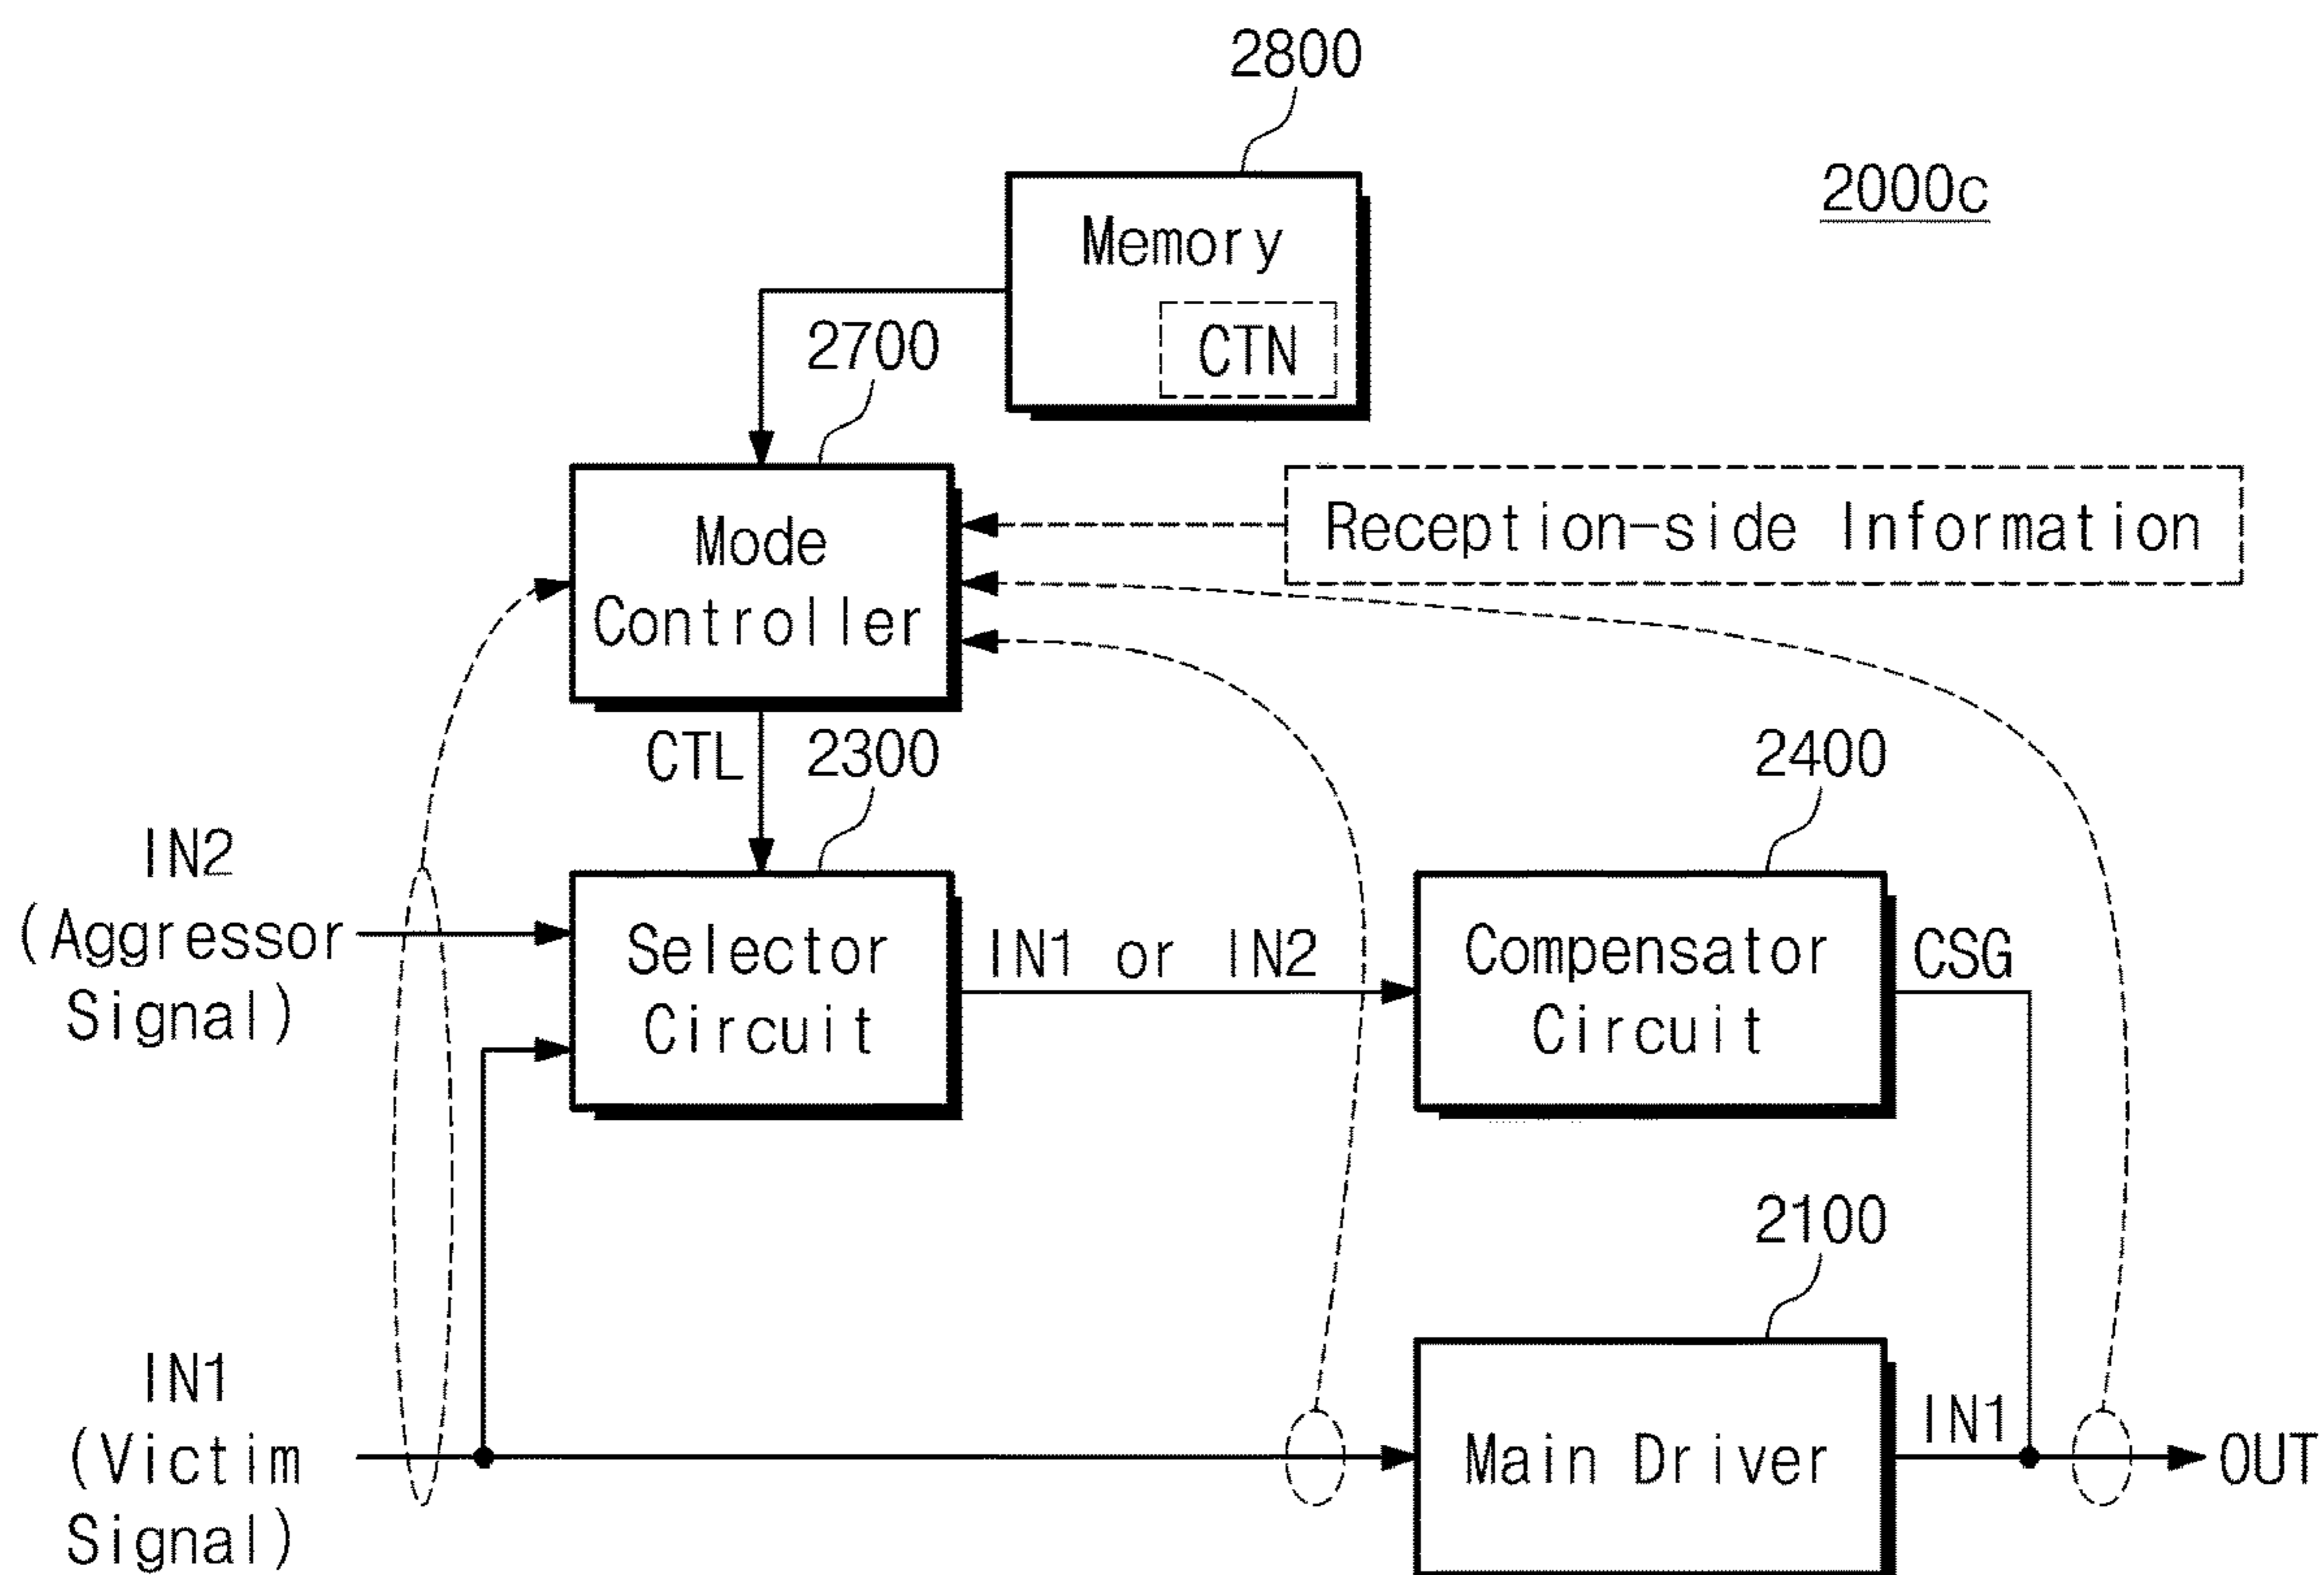 2800
2000c
Memory
CTN
2700
Reception-side Information
Mode
Controller
CTL
2300
2400
IN2
(Aggressor
Signal)
Selector
Circuit
IN1 or IN2
Compensator
Circuit
CSG
2100
IN1
(Victim
Signal)
Main Driver
IN1
OUT